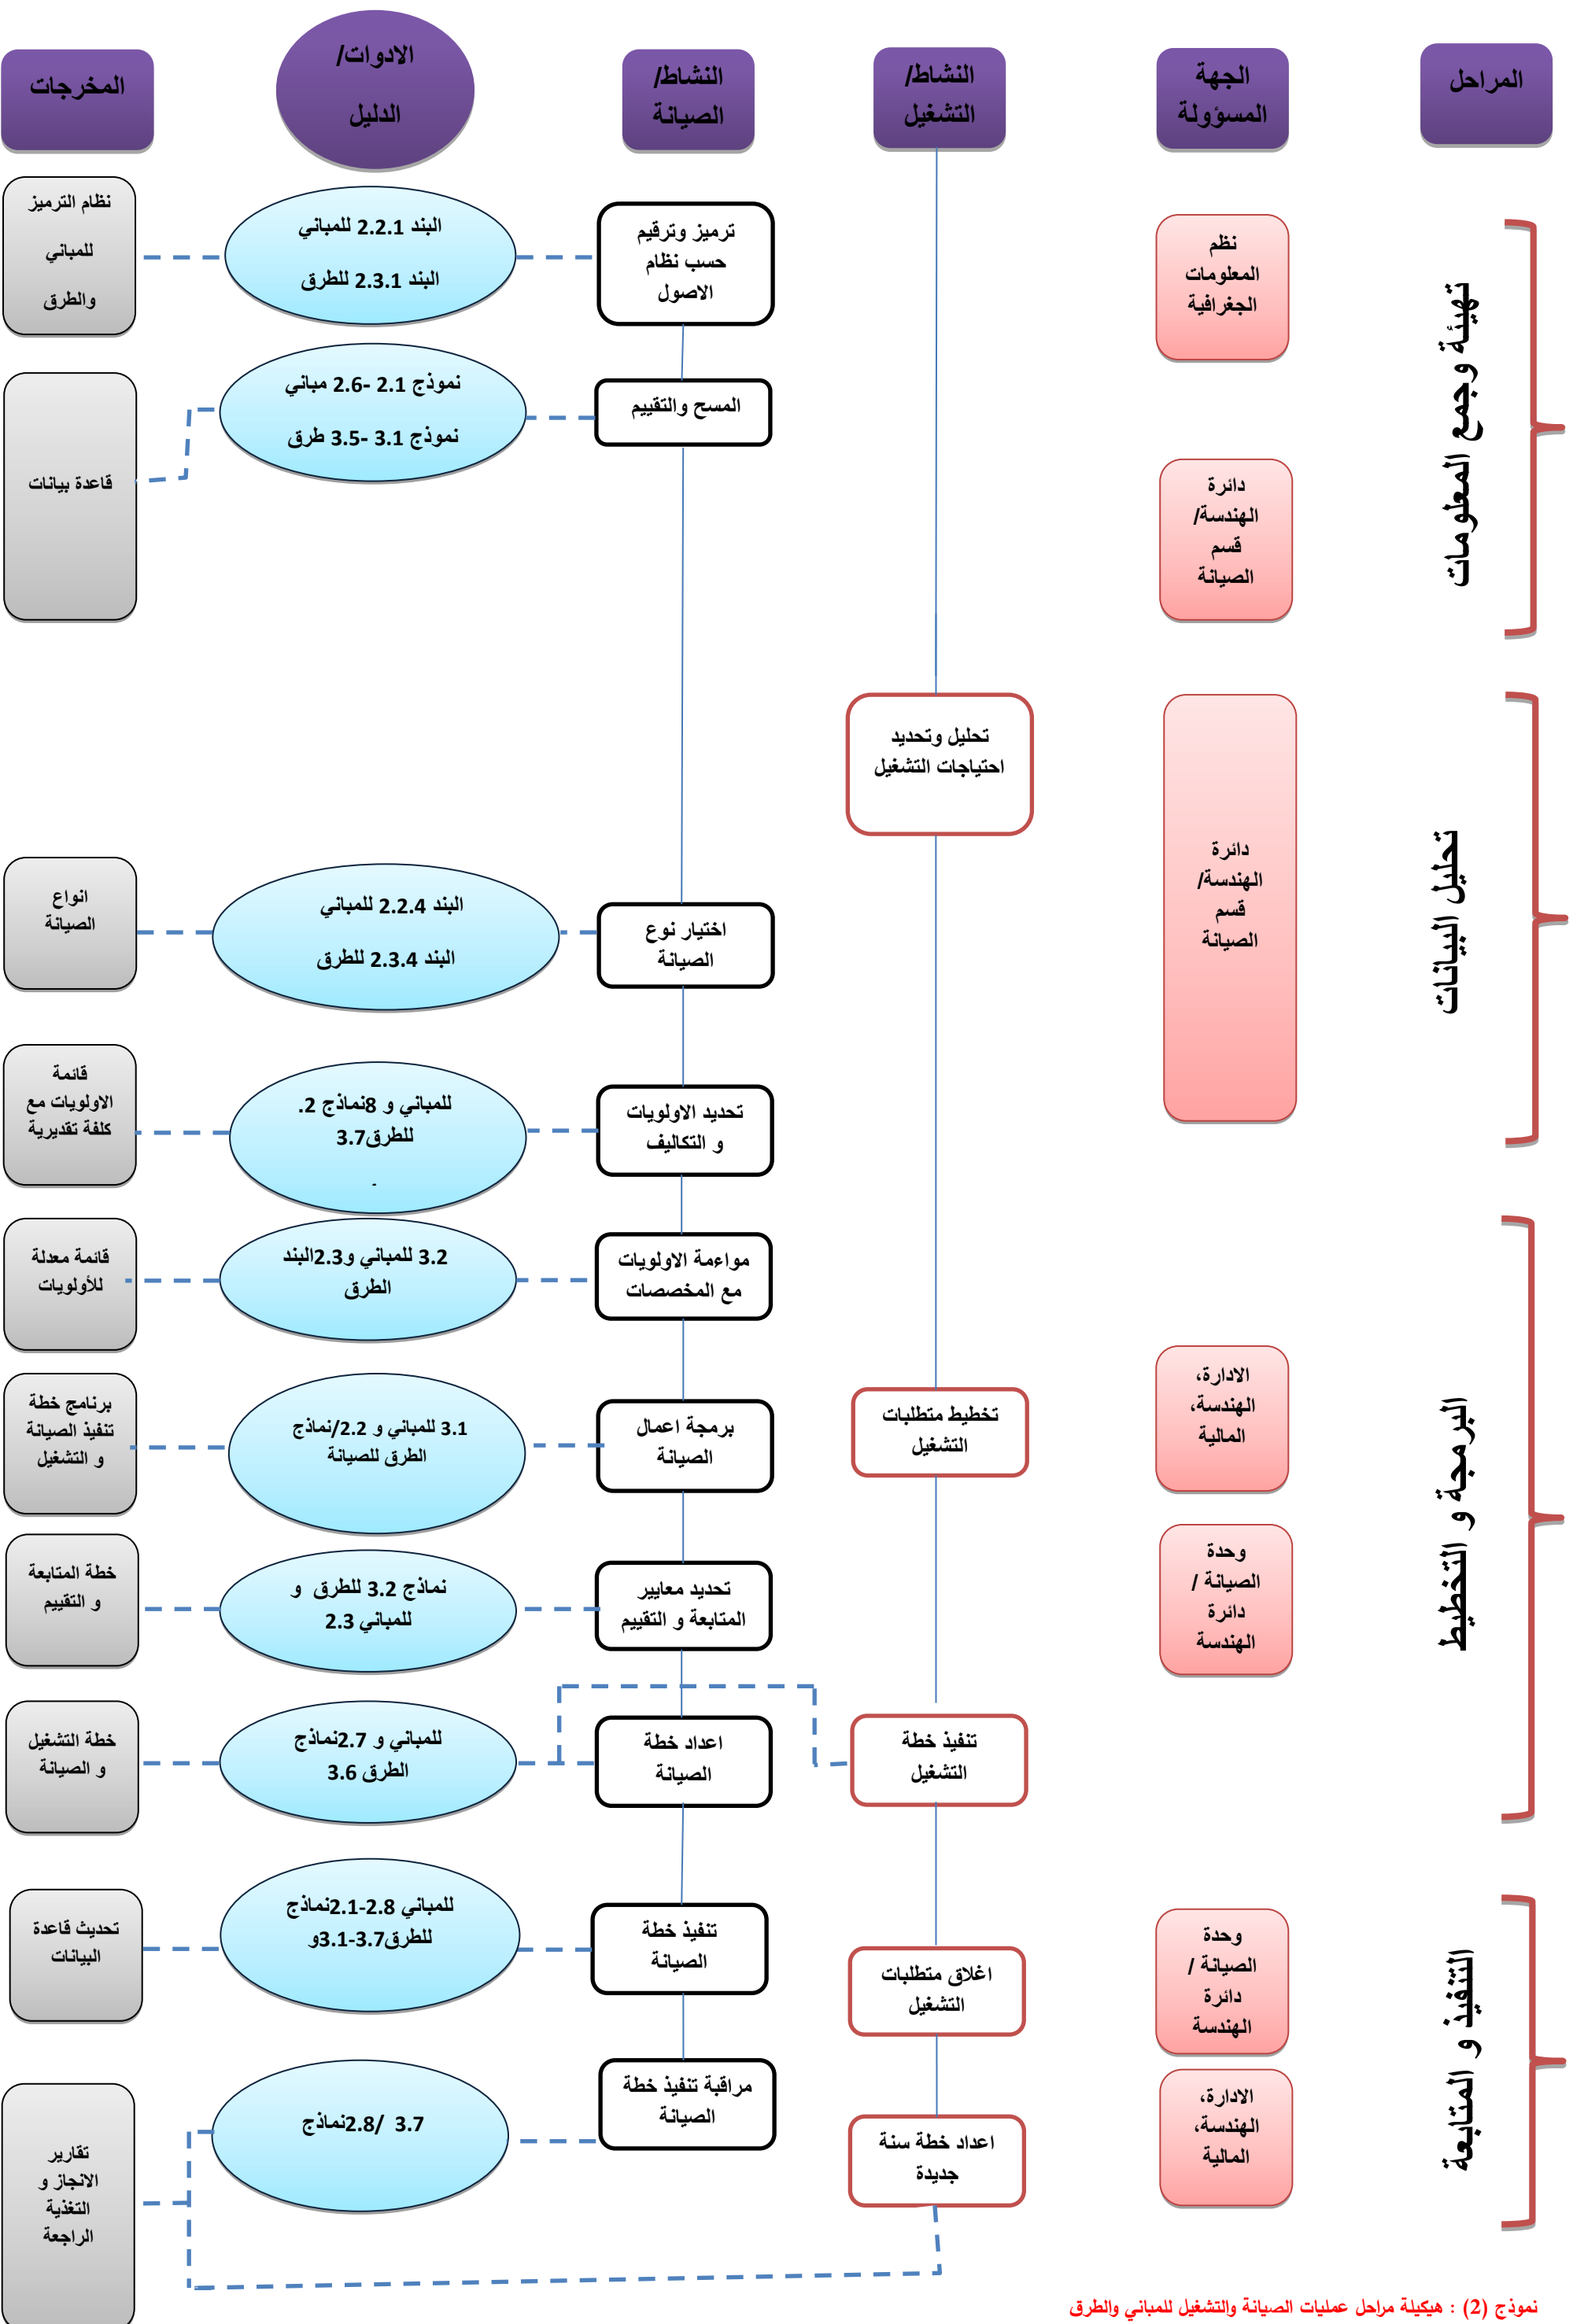 المراحل
الجهة
المسؤولة
النشاط/
التشغيل
النشاط/
الصيانة
الادوات/
الدليل
المخرجات
تهيئة وجمع المعلومات
نظم
المعلومات
الجغرافية
دائرة
الهندسة/
قسم
الصيانة
ترميز وترقيم
حسب نظام
الاصول
البند 2.2.1 للمباني
البند 2.3.1 للطرق
نظام الترميز
للمباني
والطرق
المسح والتقييم
نموذج 2.1 -2.6 مباني
نموذج 3.1 -3.5 طرق
قاعدة بيانات
تحليل البيانات
دائرة
الهندسة/
قسم
الصيانة
تحليل وتحديد
احتياجات التشغيل
اختيار نوع
الصيانة
البند 2.2.4 للمباني
البند 2.3.4 للطرق
انواع
الصيانة
تحديد الاولويات
و التكاليف
للمباني و 8نماذج 2.
للطرق3.7
.
قائمة
الاولويات مع
كلفة تقديرية
البرمجة و التخطيط
الادارة،
الهندسة،
المالية
وحدة
الصيانة /
دائرة
الهندسة
مواءمة الاولويات
مع المخصصات
3.2 للمباني و2.3البند
الطرق
قائمة معدلة
للأولويات
تخطيط متطلبات
التشغيل
برمجة اعمال
الصيانة
3.1 للمباني و 2.2/نماذج
الطرق للصيانة
برنامج خطة
تنفيذ الصيانة
و التشغيل
تحديد معايير
المتابعة و التقييم
نماذج 3.2 للطرق و
للمباني 2.3
خطة المتابعة
و التقييم
تنفيذ خطة
التشغيل
اعداد خطة
الصيانة
للمباني و 2.7نماذج
الطرق 3.6
خطة التشغيل
و الصيانة
التنفيذ و المتابعة
وحدة
الصيانة /
دائرة
الهندسة
الادارة،
الهندسة،
المالية
اغلاق متطلبات
التشغيل
تنفيذ خطة
الصيانة
للمباني 2.8-2.1نماذج
للطرق3.7-3.1و
تحديث قاعدة
البيانات
اعداد خطة سنة
جديدة
مراقبة تنفيذ خطة
الصيانة
3.7 /2.8نماذج
تقارير
الانجاز و
التغذية
الراجعة
نموذج (2) : هيكيلة مراحل عمليات الصيانة والتشغيل للمباني والطرق